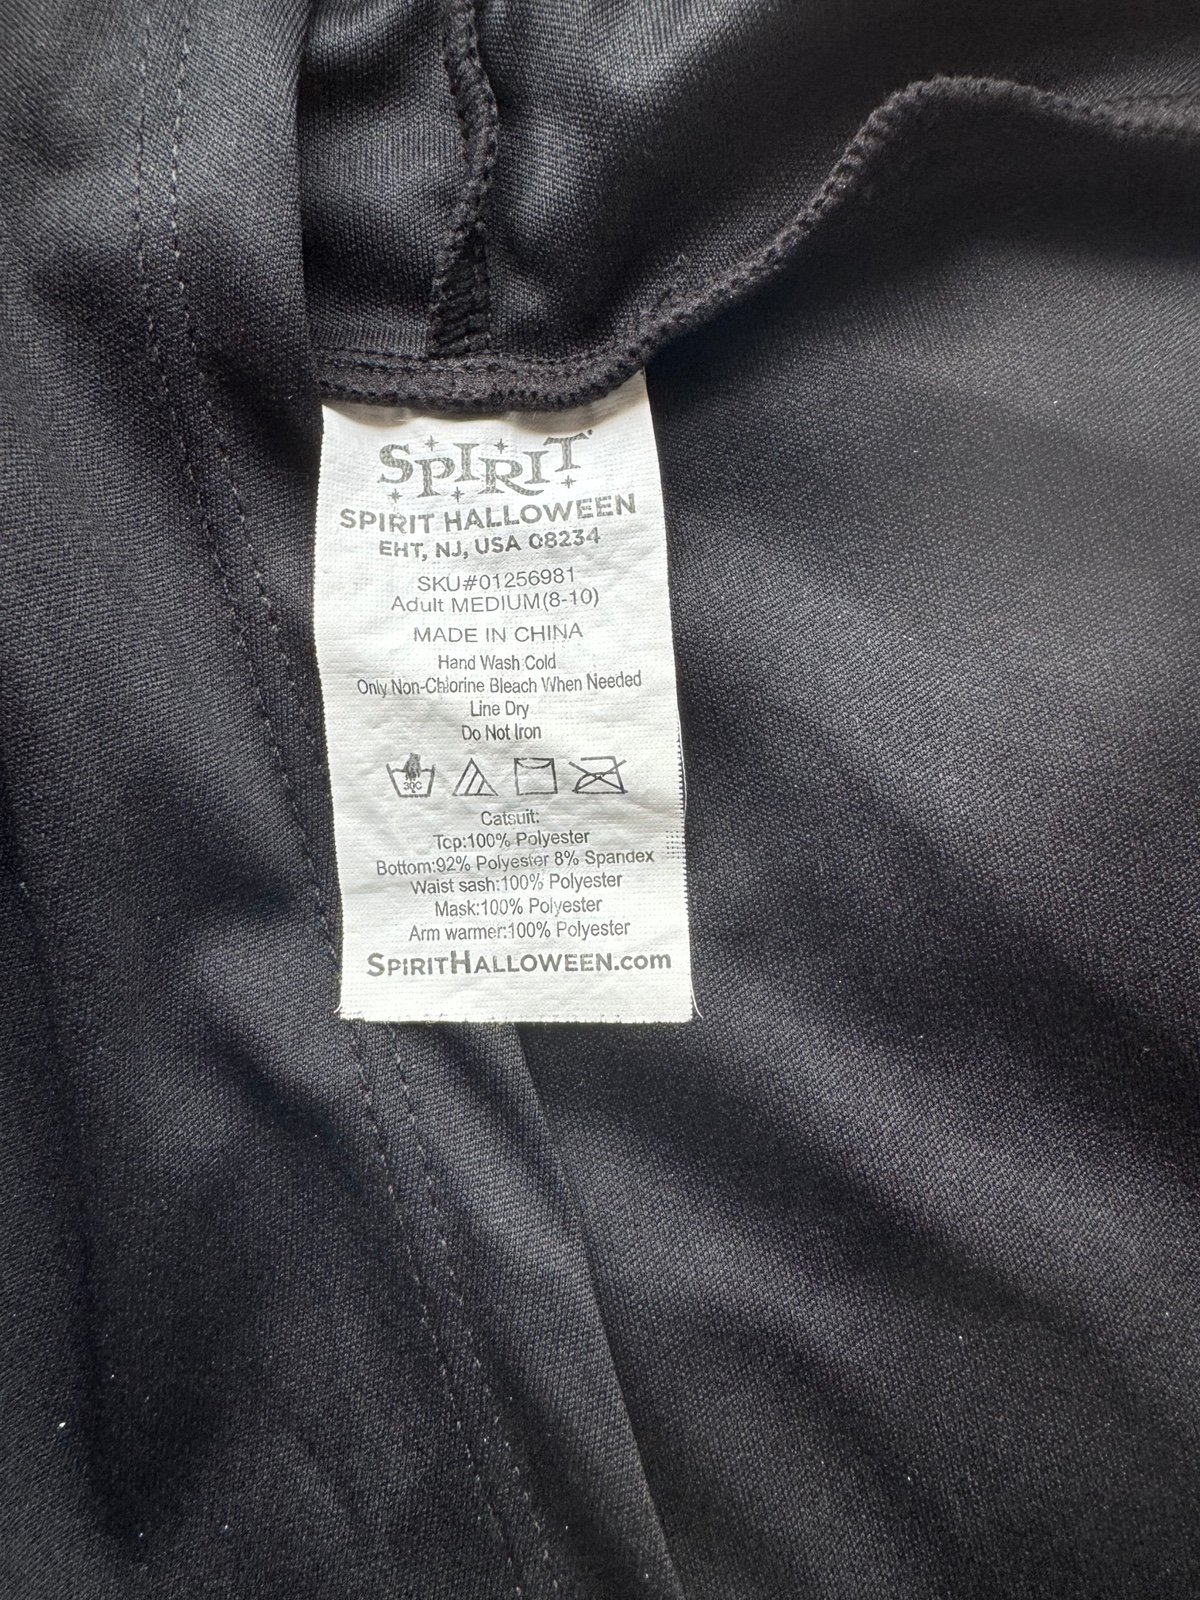 SPIRIT
SPIRIT HALLOWEEN
EHT, NJ, USA 08234
SKU#01256981
Adult MEDIUM(8-10)
MADE IN CHINA
Hand Wash Cold
Only Non-Chlorine Bleach When Needed
Line Dry
Do Not Iron
30C
Catsuit:
Top:100% Polyester
Bottom:92% Polyester 8% Spandex
Waist sash:100% Polyester
Mask:100% Polyester
Arm warmer:100% Polyester
SPIRITHALLOWEEN.com